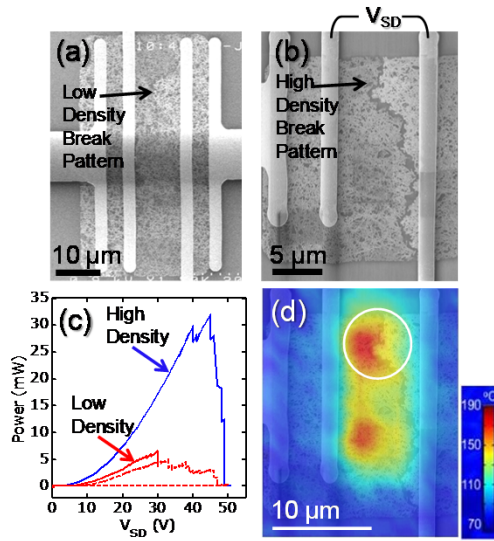 V_SD
(a)
Low
Density
Break
Pattern
10 µm
(b)
High
Density
Break
Pattern
5 µm
(c)
High
Density
Low
Density
Power (mW)
35
30
25
20
15
10
5
0
0 10 20 30 40 50
V_SD (V)
(d)
10 µm
ºC
190
150
110
70